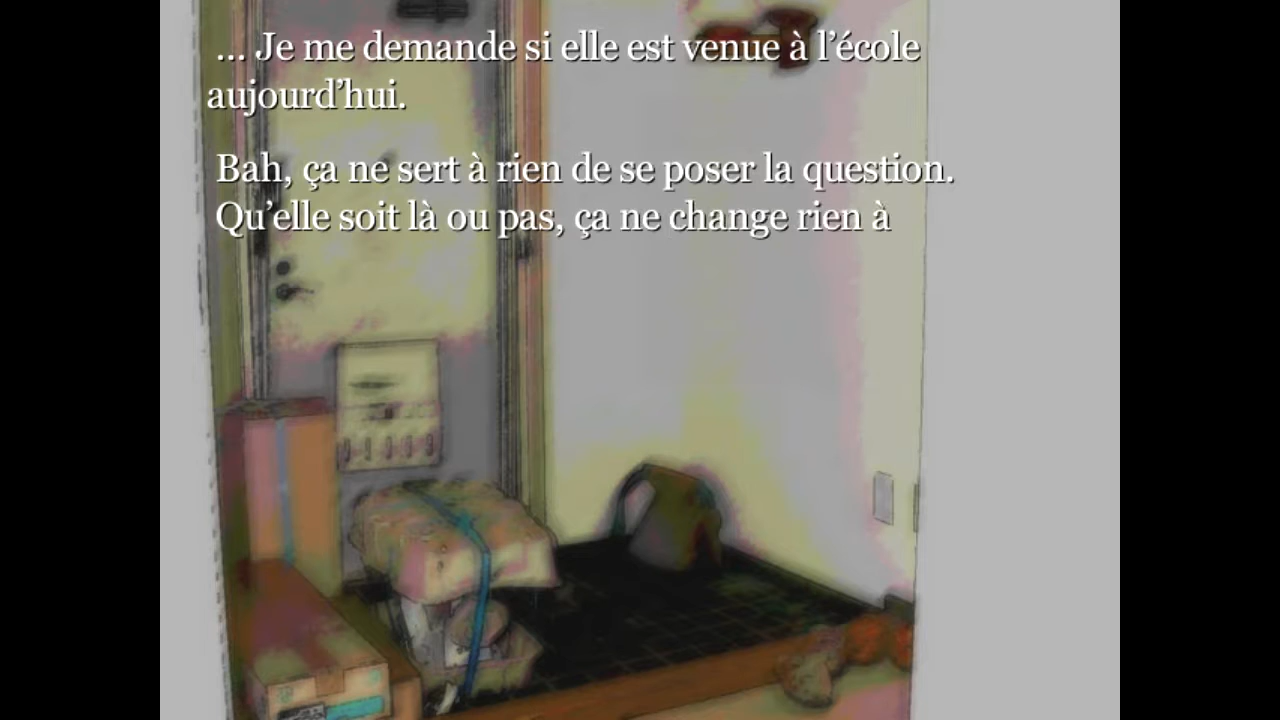 ... Je me demande si elle est venue à l’école
aujourd’hui.
Bah, ça ne sert à rien de se poser la question.
Qu’elle soit là ou pas, ça ne change rien à